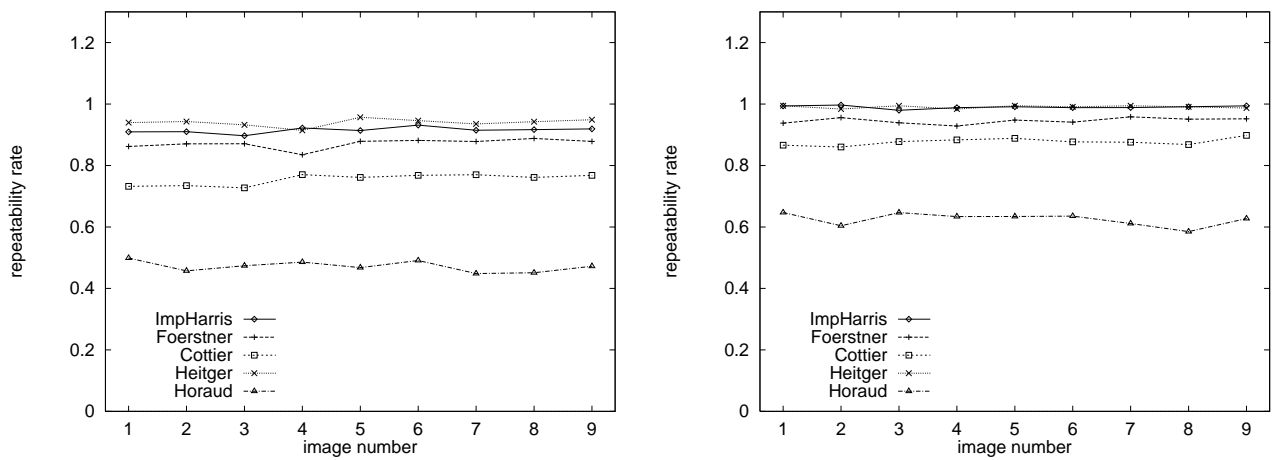 1.2
1
0.8
0.6
0.4
0.2
0
repeatability rate
ImpHarris
Foerstner
Cottier
Heitger
Horaud
1 2 3 4 5 6 7 8 9
image number
1.2
1
0.8
0.6
0.4
0.2
0
repeatability rate
ImpHarris
Foerstner
Cottier
Heitger
Horaud
1 2 3 4 5 6 7 8 9
image number